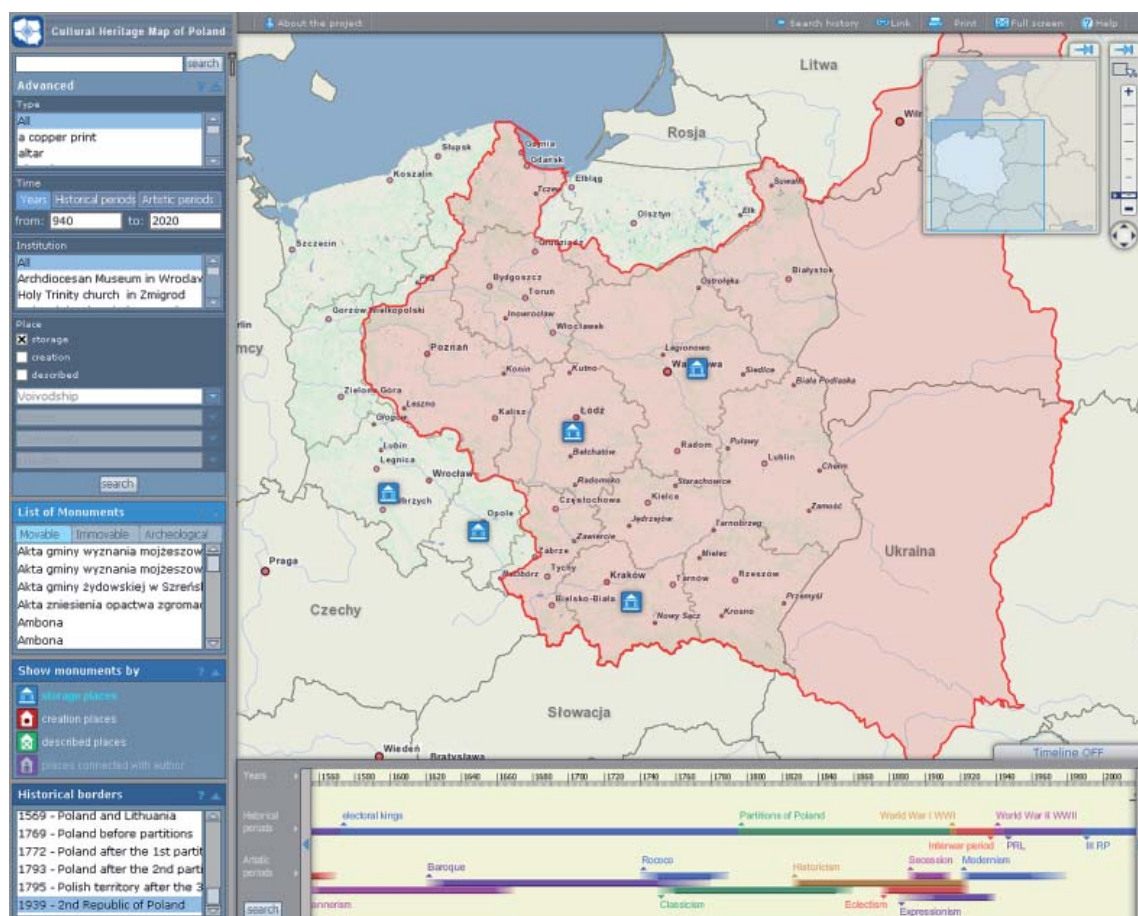 Cultural Heritage Map of Poland
About the project
Search history
Link
Print
Full screen
Help
search
Advanced
Type
All
a copper print
altar
Time
Years Historical periods Artistic periods
from: 940 to: 2020
Institution
All
Archdiocesan Museum in Wroclav
Holy Trinity church in Zmigrod
Place
storage
creation
described
Voivodship
search
List of Monuments
Movable Immovable Archeological
Akta gminy wyznania mojżeszow
Akta gminy wyznania mojżeszow
Akta gminy żydowskiej w Szreńsl
Akta zniesienia opactwa zgromad
Ambona
Ambona
Show monuments by
storage places
creation places
described places
places connected with author
Historical borders
1569 - Poland and Lithuania
1769 - Poland before partitions
1772 - Poland after the 1st partit
1793 - Poland after the 2nd parti
1795 - Polish territory after the 3
1939 - 2nd Republic of Poland
Litwa
Rosja
Wiln
Słupsk
Gdynia
Gdańsk
Koszalin
Elbląg
Tczew
Suwałki
Olsztyn
Ełk
Szczecin
Grudziądz
Piła
Bydgoszcz
Białystok
Toruń
Ostrołęka
Gorzów Wielkopolski
Inowrocław
Włocławek
rlin
mcy
Poznań
Legionowo
Konin
Kutno
Siedlce
Biała Podlaska
Zielona Góra
Leszno
Kalisz
Łódź
Głogów
Lubin
Legnica
Bełchatów
Radom
Puławy
Lublin
Chełm
Wrocław
Radomsko
Starachowice
Częstochowa
Kielce
Zamość
Opole
Jędrzejów
Tarnobrzeg
Zawiercie
Ukraina
Praga
Zabrze
Mielec
Racibórz
Tychy
Kraków
Tarnów
Rzeszów
Bielsko-Biała
Przemyśl
Czechy
Nowy Sącz
Krosno
Słowacja
Wiedeń
Bratysława
Timeline OFF
Years
1560 1580 1600 1620 1640 1660 1680 1700 1720 1740 1760 1780 1800 1820 1840 1860 1880 1900 1920 1940 1960 1980 2000
Historical periods
electoral kings
Partitions of Poland
World War I WWI
World War II WWII
Interwar period
PRL
III RP
Artistic periods
Baroque
Rococo
Historicism
Secession
Modernism
annerism
Classicism
Eclectism
Expressionism
search